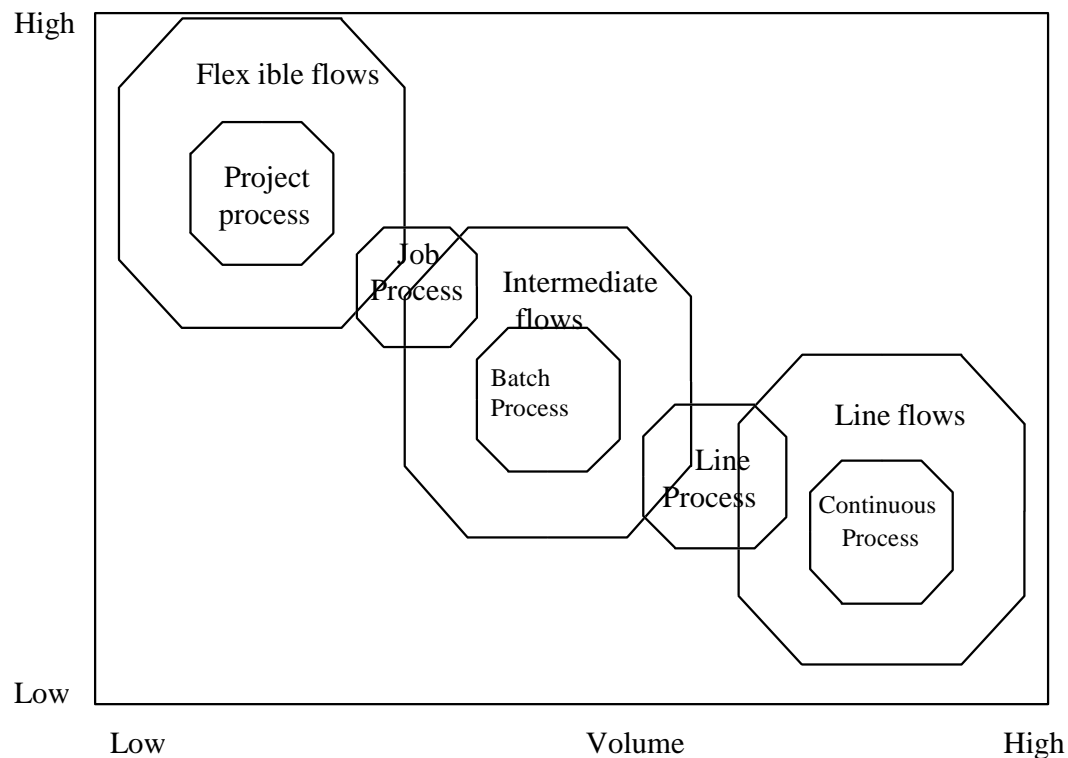 High
Flex ible flows
Project
process
Job
Process
Intermediate
flows
Batch
Process
Line flows
Line
Process
Continuous
Process
Low
Low Volume High